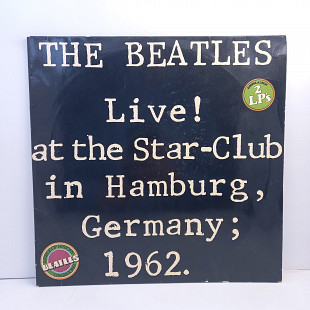 THE BEATLES
2
LPs
Live!
at the Star-Club
in Hamburg,
Germany;
1962.
BEATLES